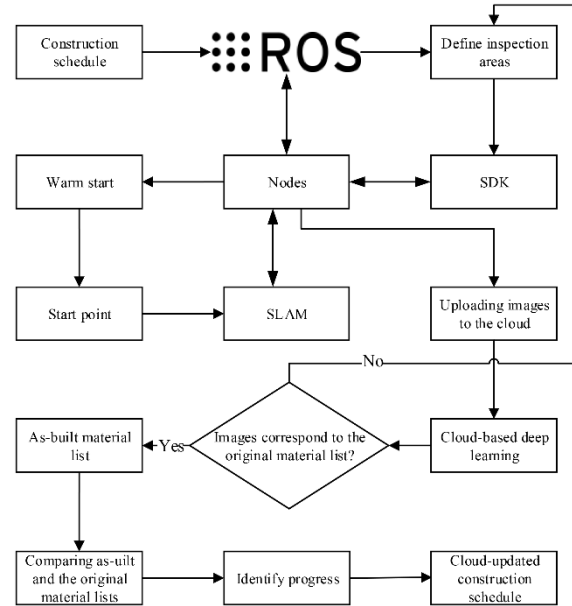 Construction
schedule
ROS
Define inspection
areas
Warm start
Nodes
SDK
Start point
SLAM
Uploading images
to the cloud
No
As-built material
list
Yes
Images correspond to the
original material list?
Cloud-based deep
learning
Comparing as-uilt
and the original
material lists
Identify progress
Cloud-updated
construction
schedule